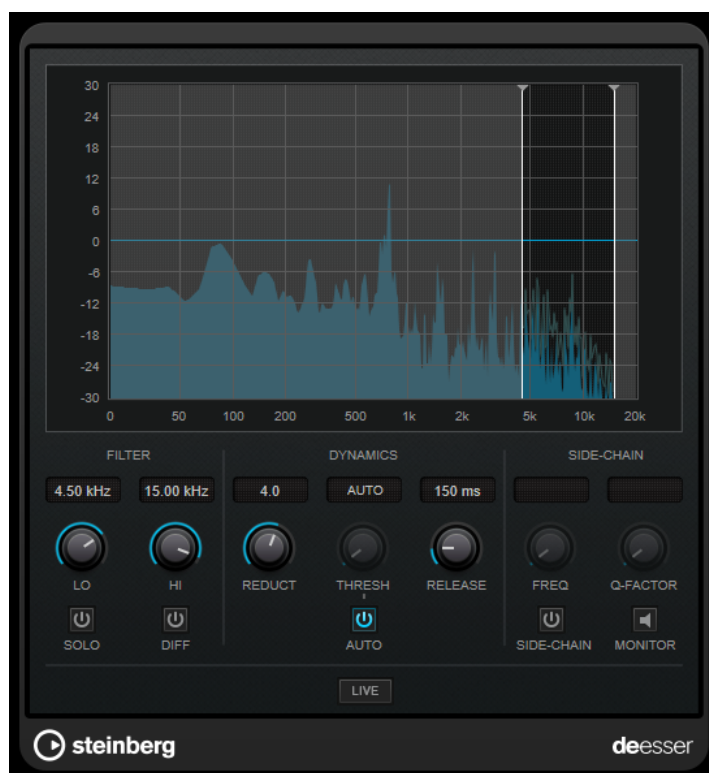 30
24
18
12
6
0
-6
-12
-18
-24
-30
0 50 100 200 500 1k 2k 5k 10k 20k
FILTER DYNAMICS SIDE-CHAIN
4.50 kHz 15.00 kHz 4.0 AUTO 150 ms
LO HI REDUCT THRESH RELEASE FREQ Q-FACTOR
SOLO DIFF AUTO SIDE-CHAIN MONITOR
LIVE
steinberg deesser